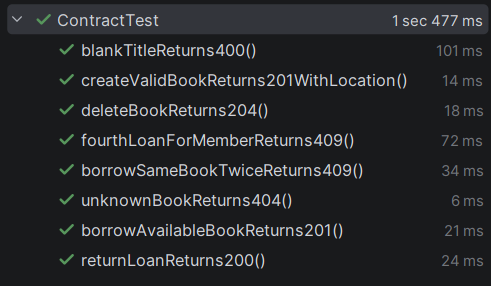 ContractTest 1 sec 477 ms
blankTitleReturns400() 101 ms
createValidBookReturns201WithLocation() 14 ms
deleteBookReturns204() 18 ms
fourthLoanForMemberReturns409() 72 ms
borrowSameBookTwiceReturns409() 34 ms
unknownBookReturns404() 6 ms
borrowAvailableBookReturns201() 21 ms
returnLoanReturns200() 24 ms